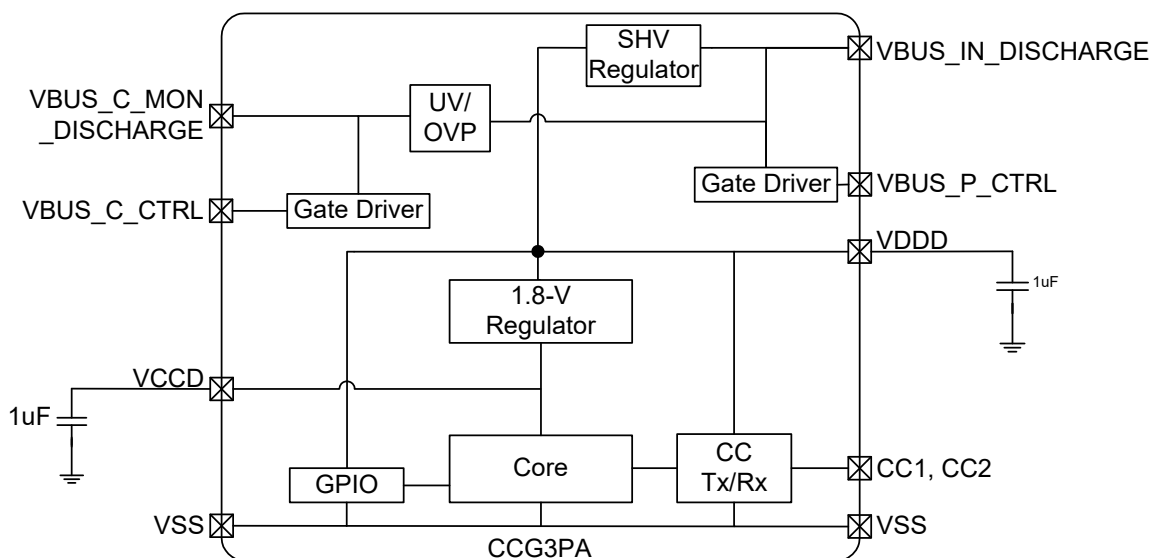 SHV
Regulator
VBUS_IN_DISCHARGE
VBUS_C_MON
_DISCHARGE
UV/
OVP
Gate Driver
VBUS_P_CTRL
VBUS_C_CTRL
Gate Driver
VDDD
1uF
1.8-V
Regulator
VCCD
1uF
Core
CC
Tx/Rx
CC1, CC2
GPIO
VSS
VSS
CCG3PA